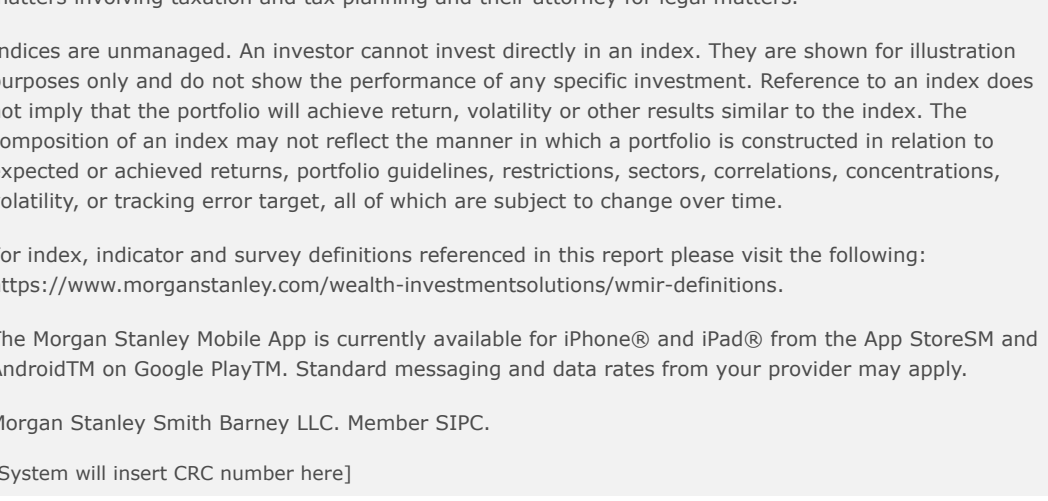 matters involving taxation and tax planning and their attorney for legal matters.
ndices are unmanaged. An investor cannot invest directly in an index. They are shown for illustration
purposes only and do not show the performance of any specific investment. Reference to an index does
not imply that the portfolio will achieve return, volatility or other results similar to the index. The
composition of an index may not reflect the manner in which a portfolio is constructed in relation to
expected or achieved returns, portfolio guidelines, restrictions, sectors, correlations, concentrations,
volatility, or tracking error target, all of which are subject to change over time.
For index, indicator and survey definitions referenced in this report please visit the following:
https://www.morganstanley.com/wealth-investmentsolutions/wmir-definitions.
The Morgan Stanley Mobile App is currently available for iPhone® and iPad® from the App StoreSM and
AndroidTM on Google PlayTM. Standard messaging and data rates from your provider may apply.
Morgan Stanley Smith Barney LLC. Member SIPC.
[System will insert CRC number here]